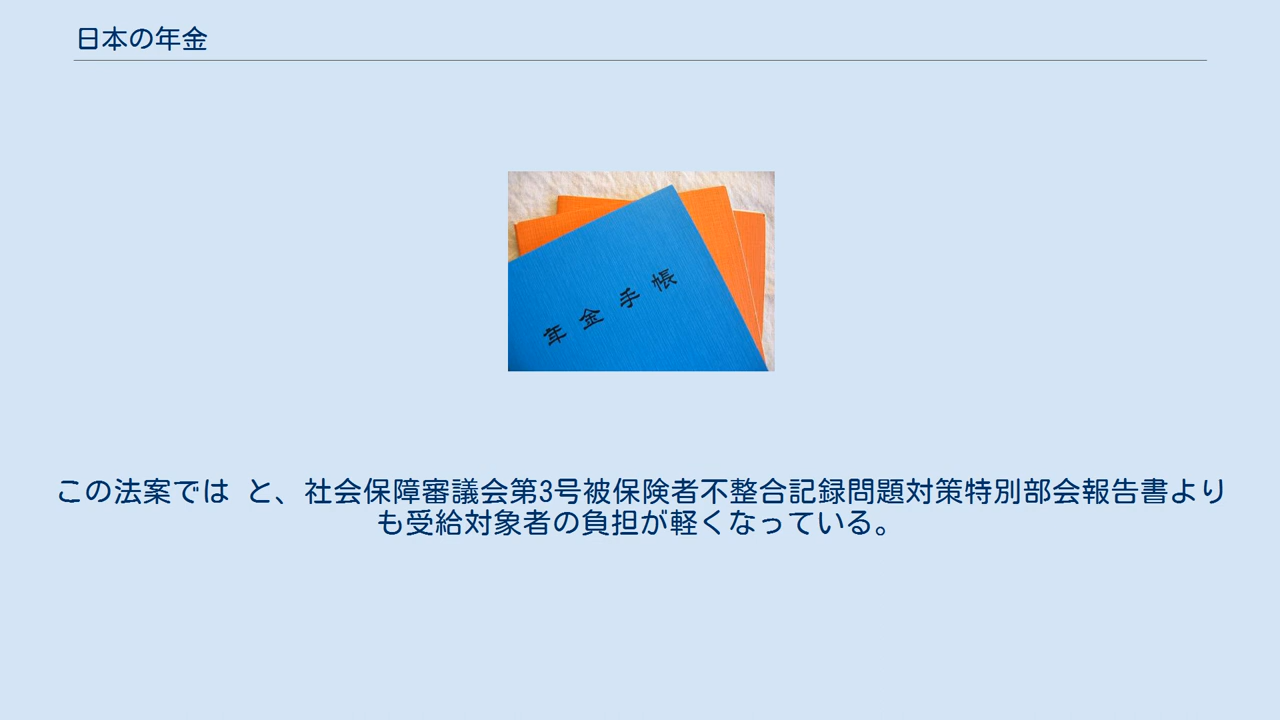 日本の年金
年金手帳
この法案では と、社会保障審議会第3号被保険者不整合記録問題対策特別部会報告書より
も受給対象者の負担が軽くなっている。